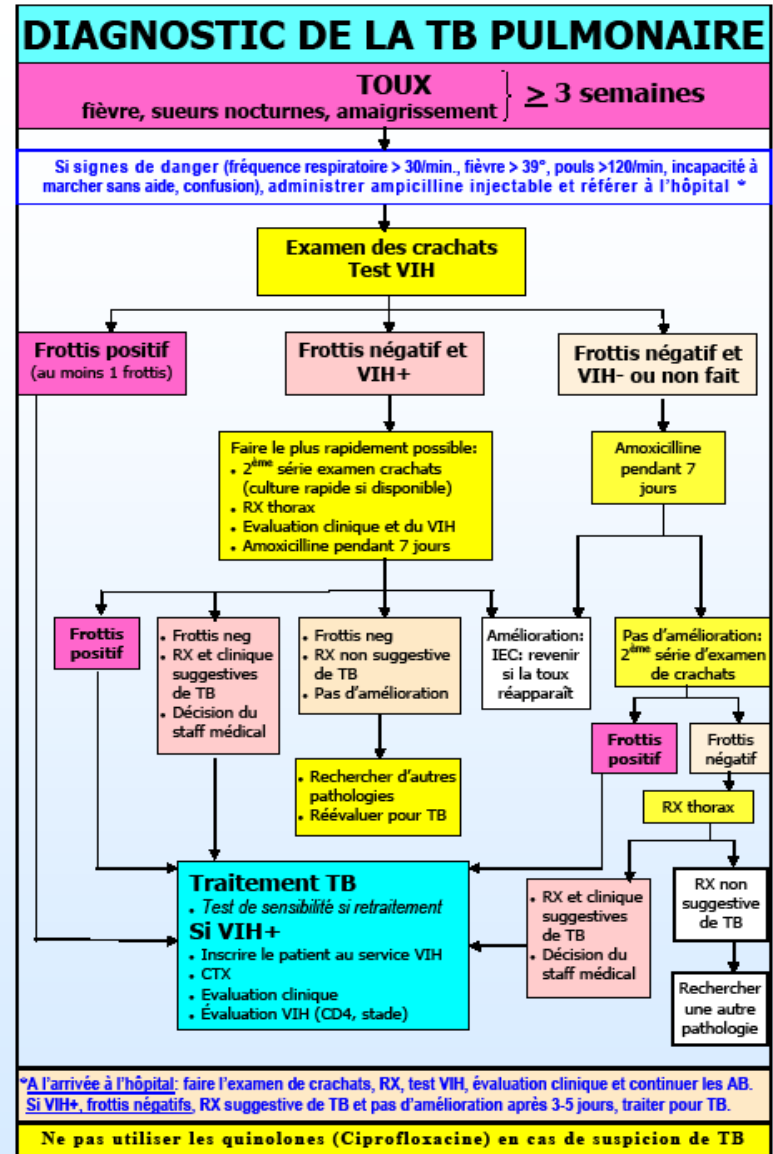 DIAGNOSTIC DE LA TB PULMONAIRE
TOUX
fièvre, sueurs nocturnes, amaigrissement
≥ 3 semaines
Si signes de danger (fréquence respiratoire > 30/min., fièvre > 39°, pouls >120/min, incapacité à
marcher sans aide, confusion), administrer ampicilline injectable et référer à l'hôpital *
Examen des crachats
Test VIH
Frottis positif
(au moins 1 frottis)
Frottis négatif et
VIH+
Frottis négatif et
VIH- ou non fait
Faire le plus rapidement possible:
• 2ème série examen crachats
(culture rapide si disponible)
• RX thorax
• Evaluation clinique et du VIH
• Amoxicilline pendant 7 jours
Amoxicilline
pendant 7
jours
Frottis
positif
• Frottis neg
• RX et clinique
suggestives
de TB
• Décision du
staff médical
• Frottis neg
• RX non suggestive
de TB
• Pas d'amélioration
Amélioration:
IEC: revenir
si la toux
réapparaît
Pas d'amélioration:
2ème série d'examen
de crachats
Frottis
positif
Frottis
négatif
• Rechercher d'autres
pathologies
• Réévaluer pour TB
RX thorax
Traitement TB
• Test de sensibilité si retraitement
Si VIH+
• Inscrire le patient au service VIH
• CTX
• Evaluation clinique
• Évaluation VIH (CD4, stade)
• RX et clinique
suggestives
de TB
• Décision du
staff médical
RX non
suggestive
de TB
Rechercher
une autre
pathologie
*A l'arrivée à l'hôpital: faire l'examen de crachats, RX, test VIH, évaluation clinique et continuer les AB.
Si VIH+, frottis négatifs, RX suggestive de TB et pas d'amélioration après 3-5 jours, traiter pour TB.
Ne pas utiliser les quinolones (Ciprofloxacine) en cas de suspicion de TB